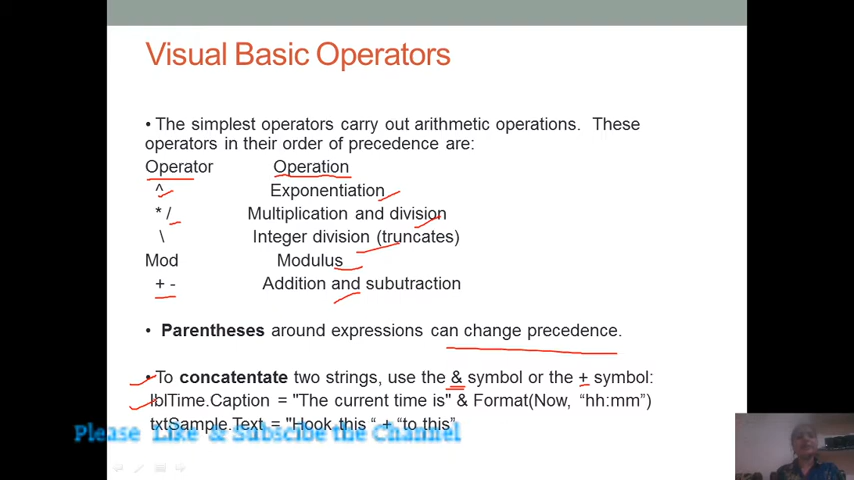 Visual Basic Operators
• The simplest operators carry out arithmetic operations. These
operators in their order of precedence are:
Operator Operation
^ Exponentiation
* / Multiplication and division
\ Integer division (truncates)
Mod Modulus
+ - Addition and subutraction
• Parentheses around expressions can change precedence.
• To concatentate two strings, use the & symbol or the + symbol:
lblTime.Caption = "The current time is" & Format(Now, “hh:mm”)
txtSample.Text = "Hook this “ + “to this”
Please Like & Subscibe the Channel